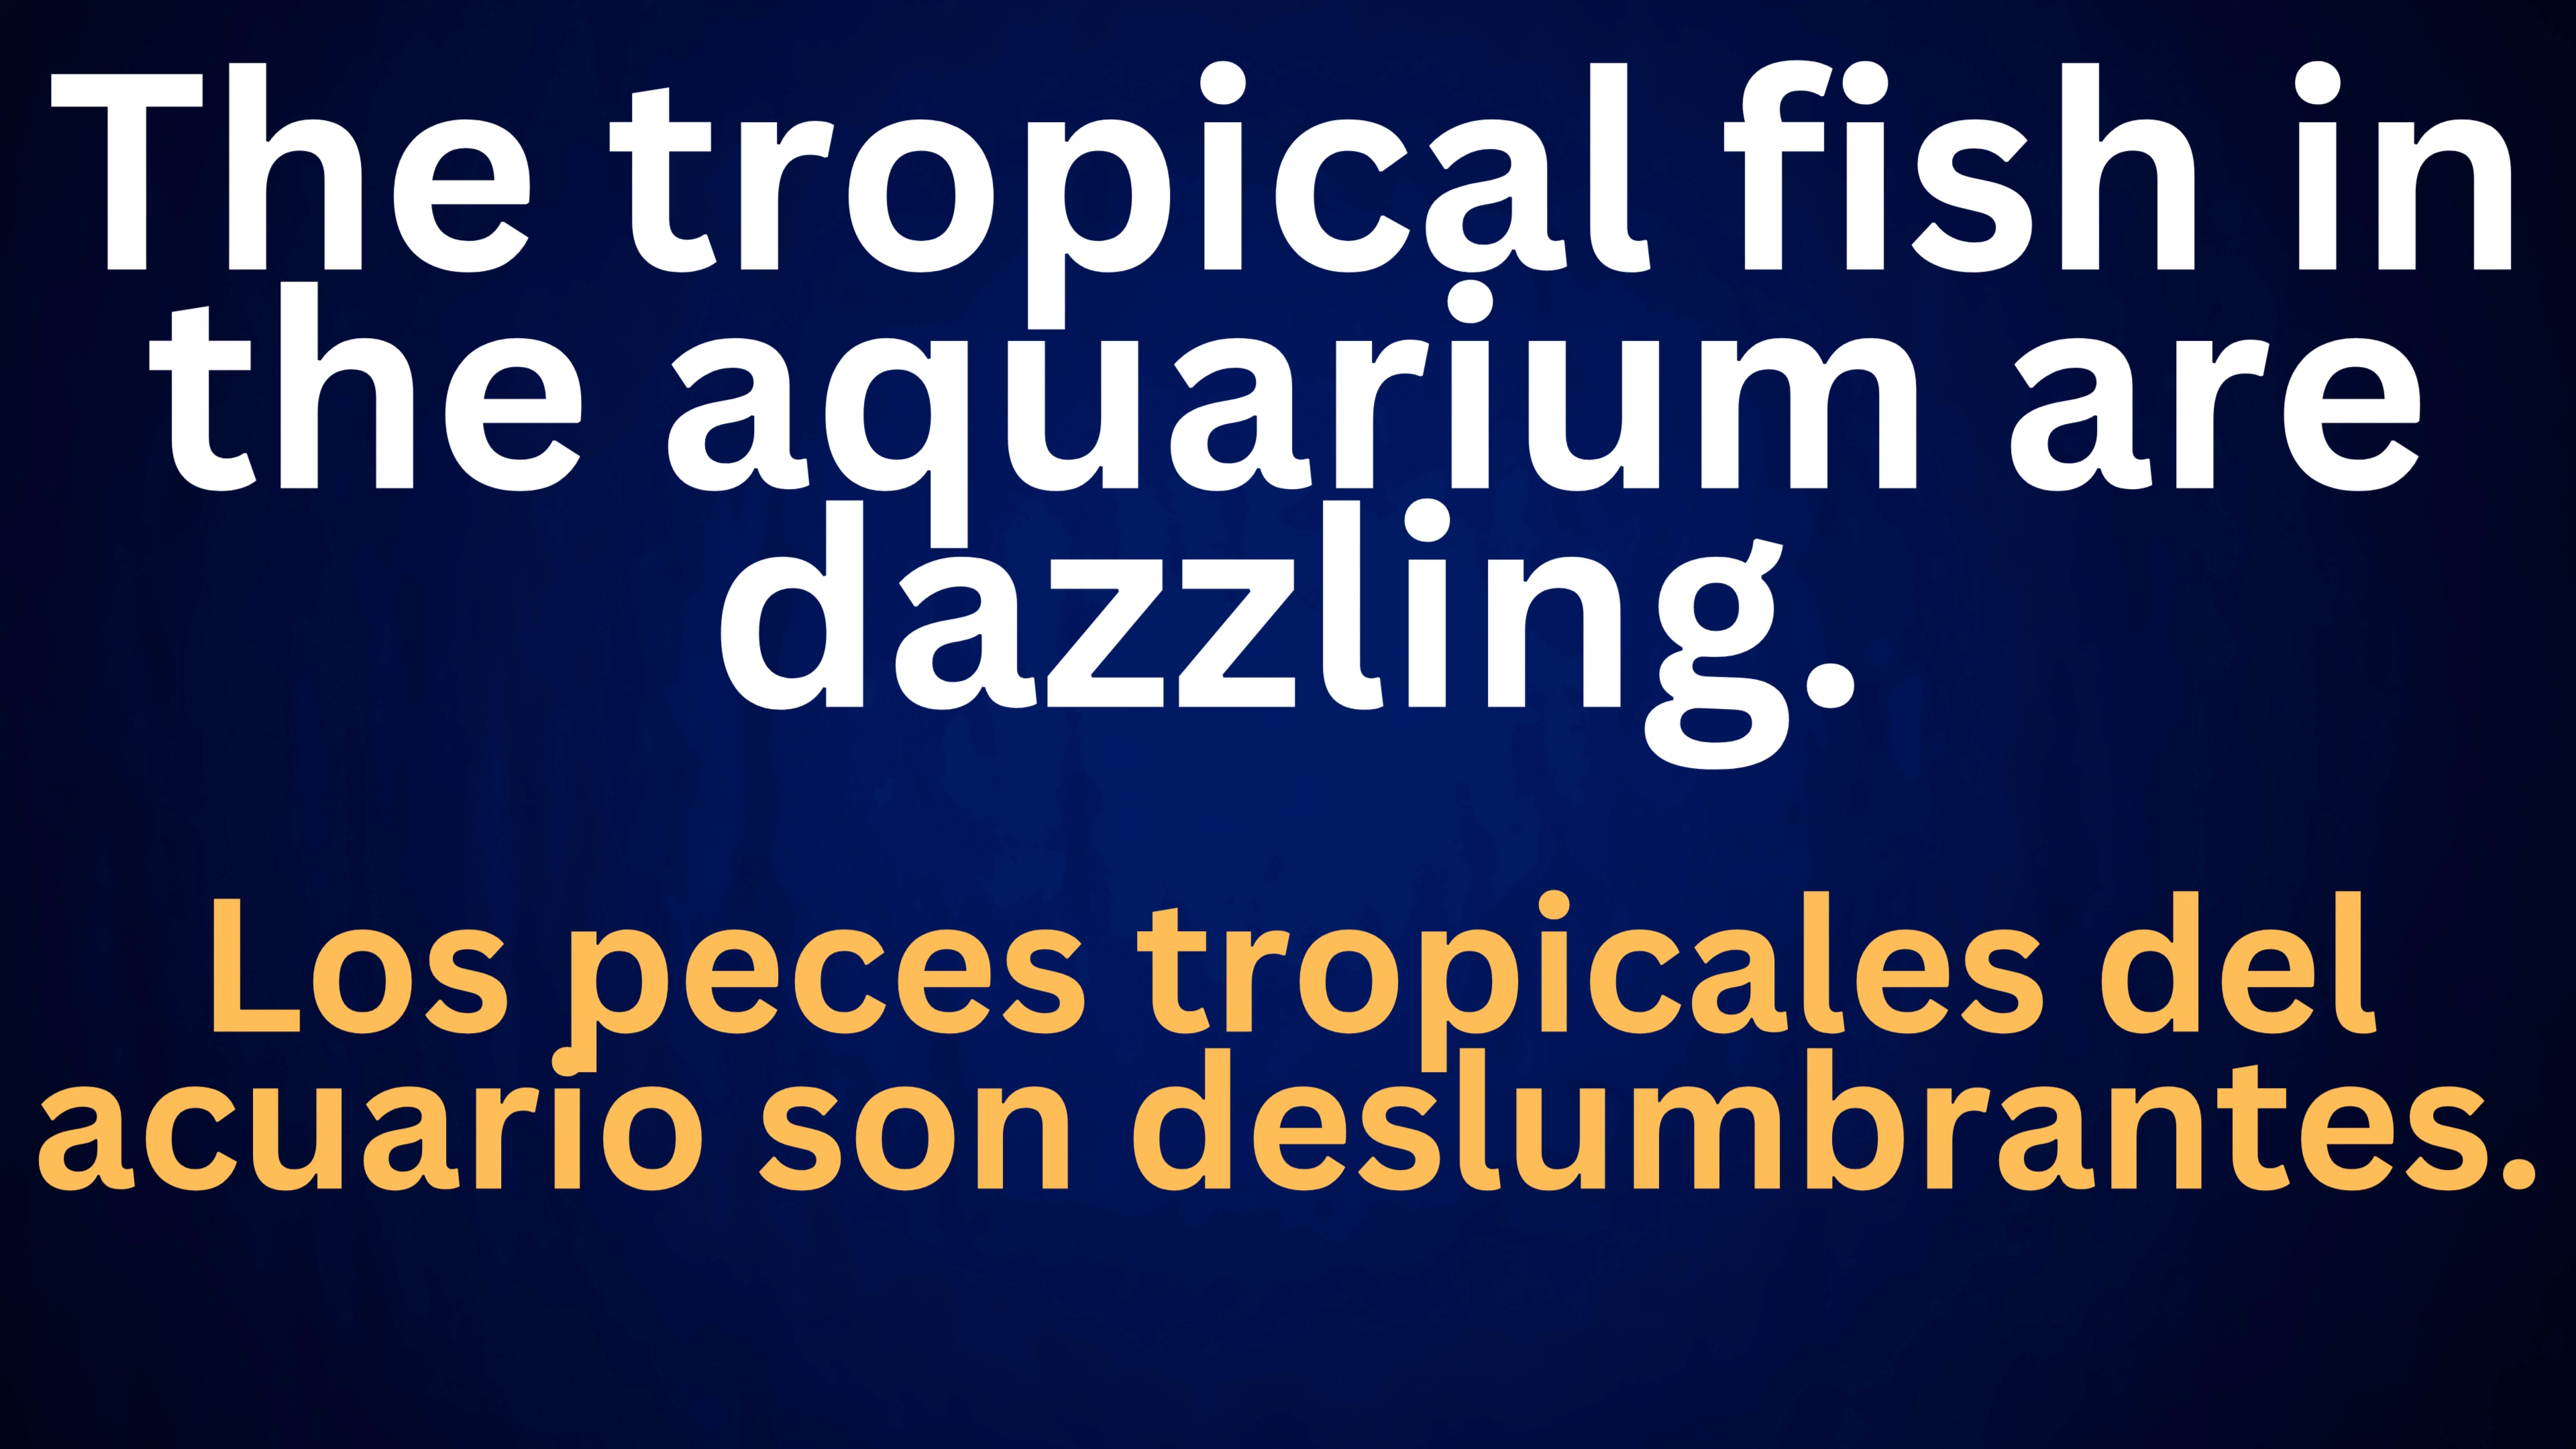 The tropical fish in
the aquarium are
dazzling.
Los peces tropicales del
acuario son deslumbrantes.